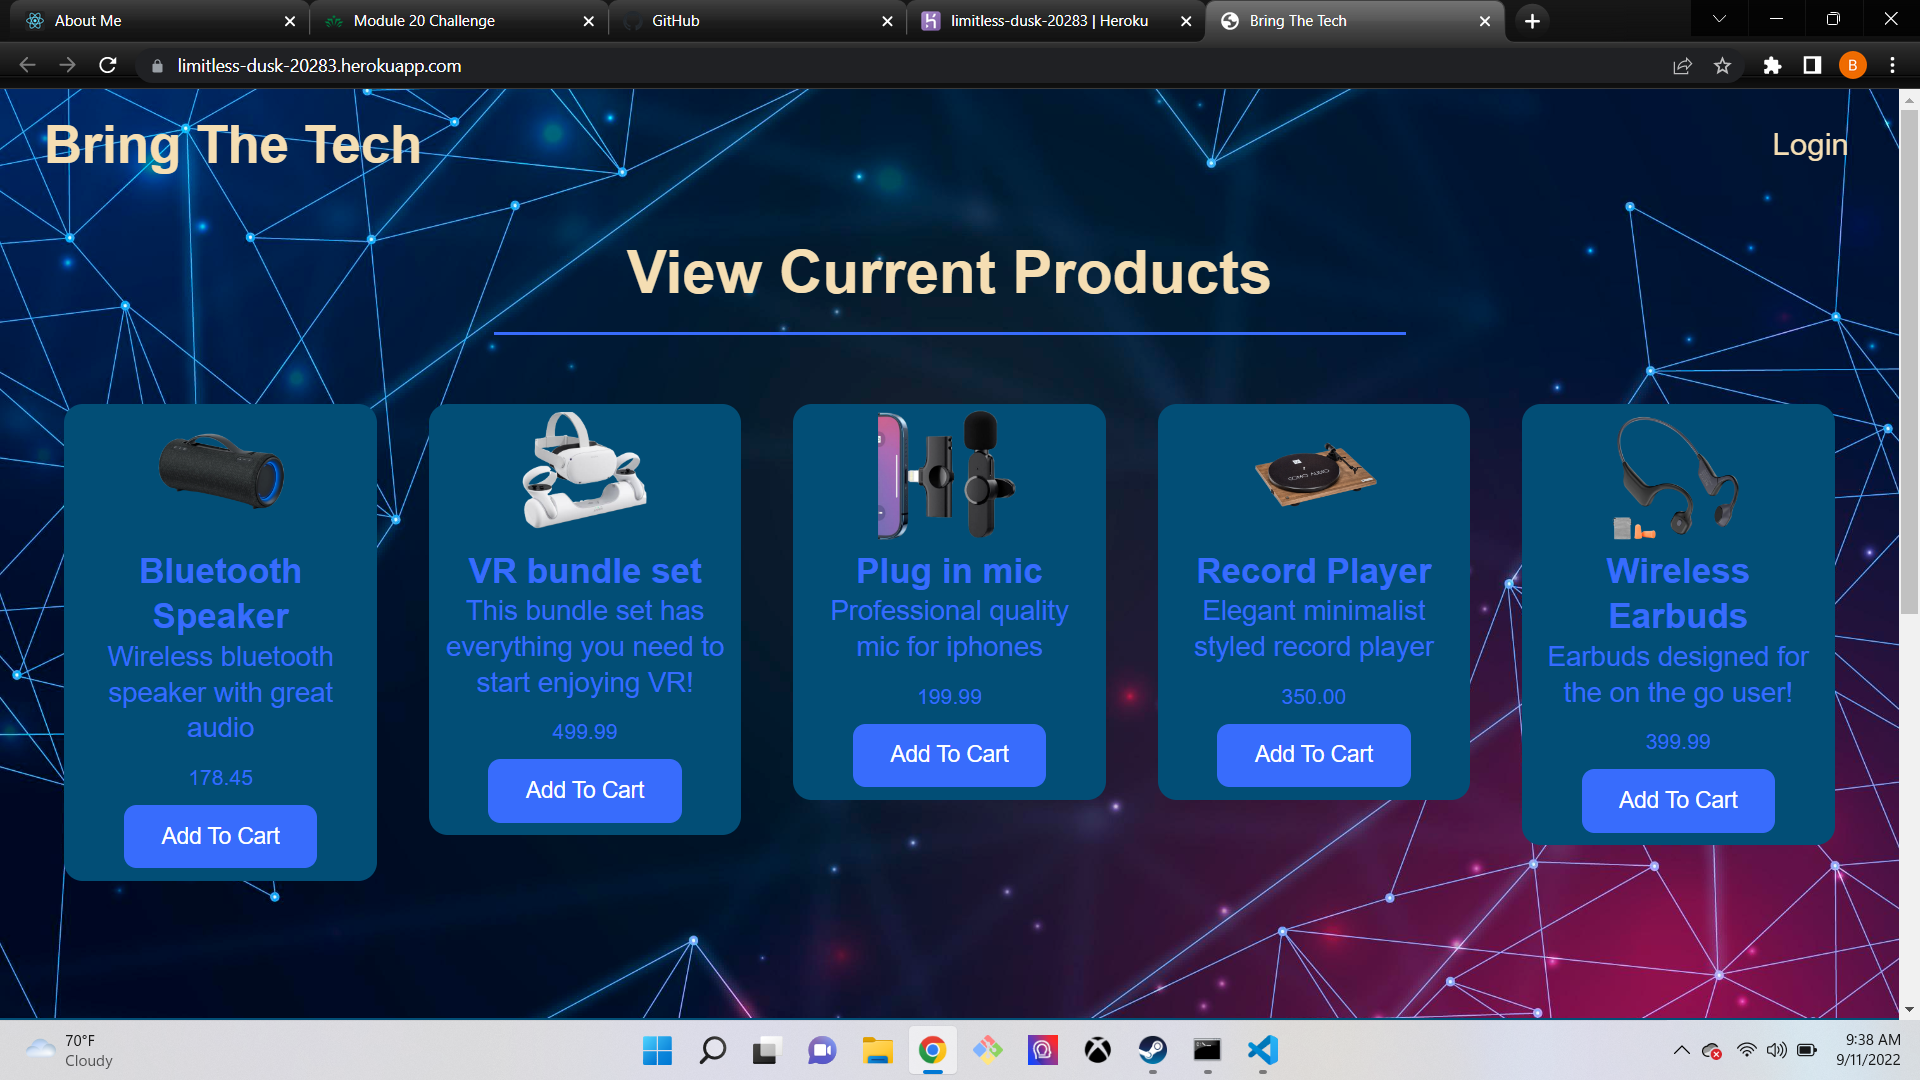 About Me
Module 20 Challenge
GitHub
limitless-dusk-20283 | Heroku
Bring The Tech
limitless-dusk-20283.herokuapp.com
B
Bring The Tech
Login
View Current Products
Bluetooth
Speaker
Wireless bluetooth
speaker with great
audio
178.45
Add To Cart
VR bundle set
This bundle set has
everything you need to
start enjoying VR!
499.99
Add To Cart
Plug in mic
Professional quality
mic for iphones
199.99
Add To Cart
Record Player
Elegant minimalist
styled record player
350.00
Add To Cart
Wireless
Earbuds
Earbuds designed for
the on the go user!
399.99
Add To Cart
70°F
Cloudy
9:38 AM
9/11/2022